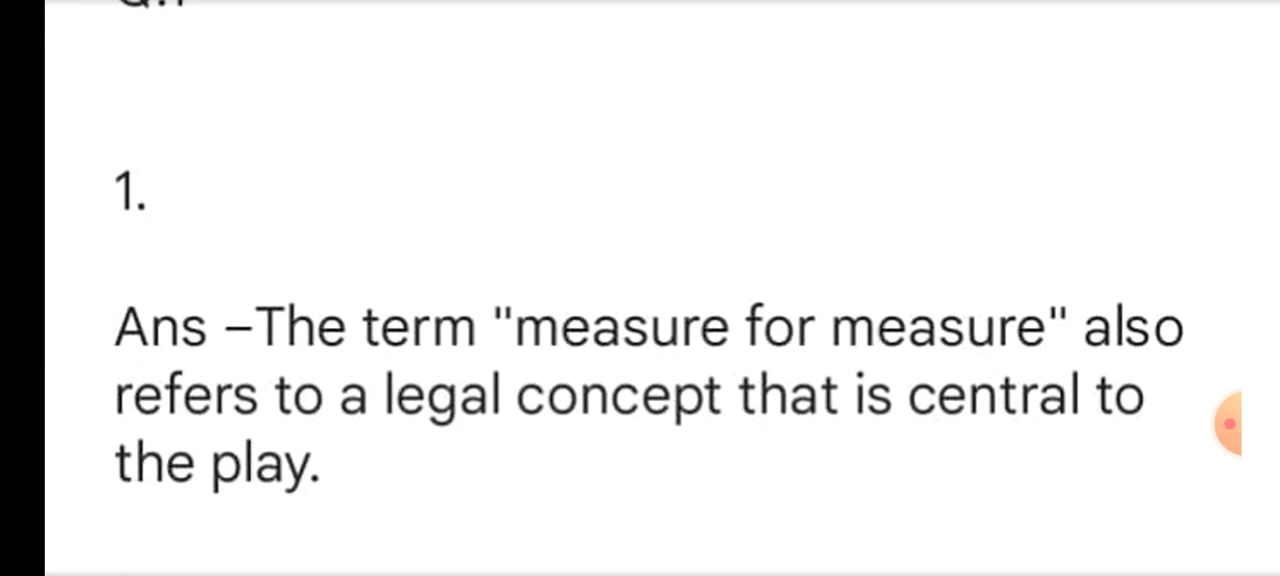 1.
Ans –The term "measure for measure" also
refers to a legal concept that is central to
the play.